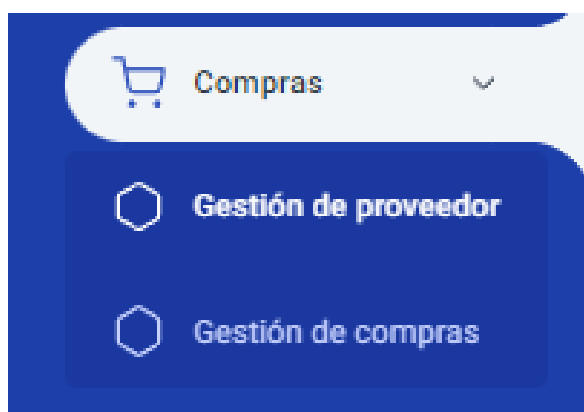 Compras
Gestión de proveedor
Gestión de compras